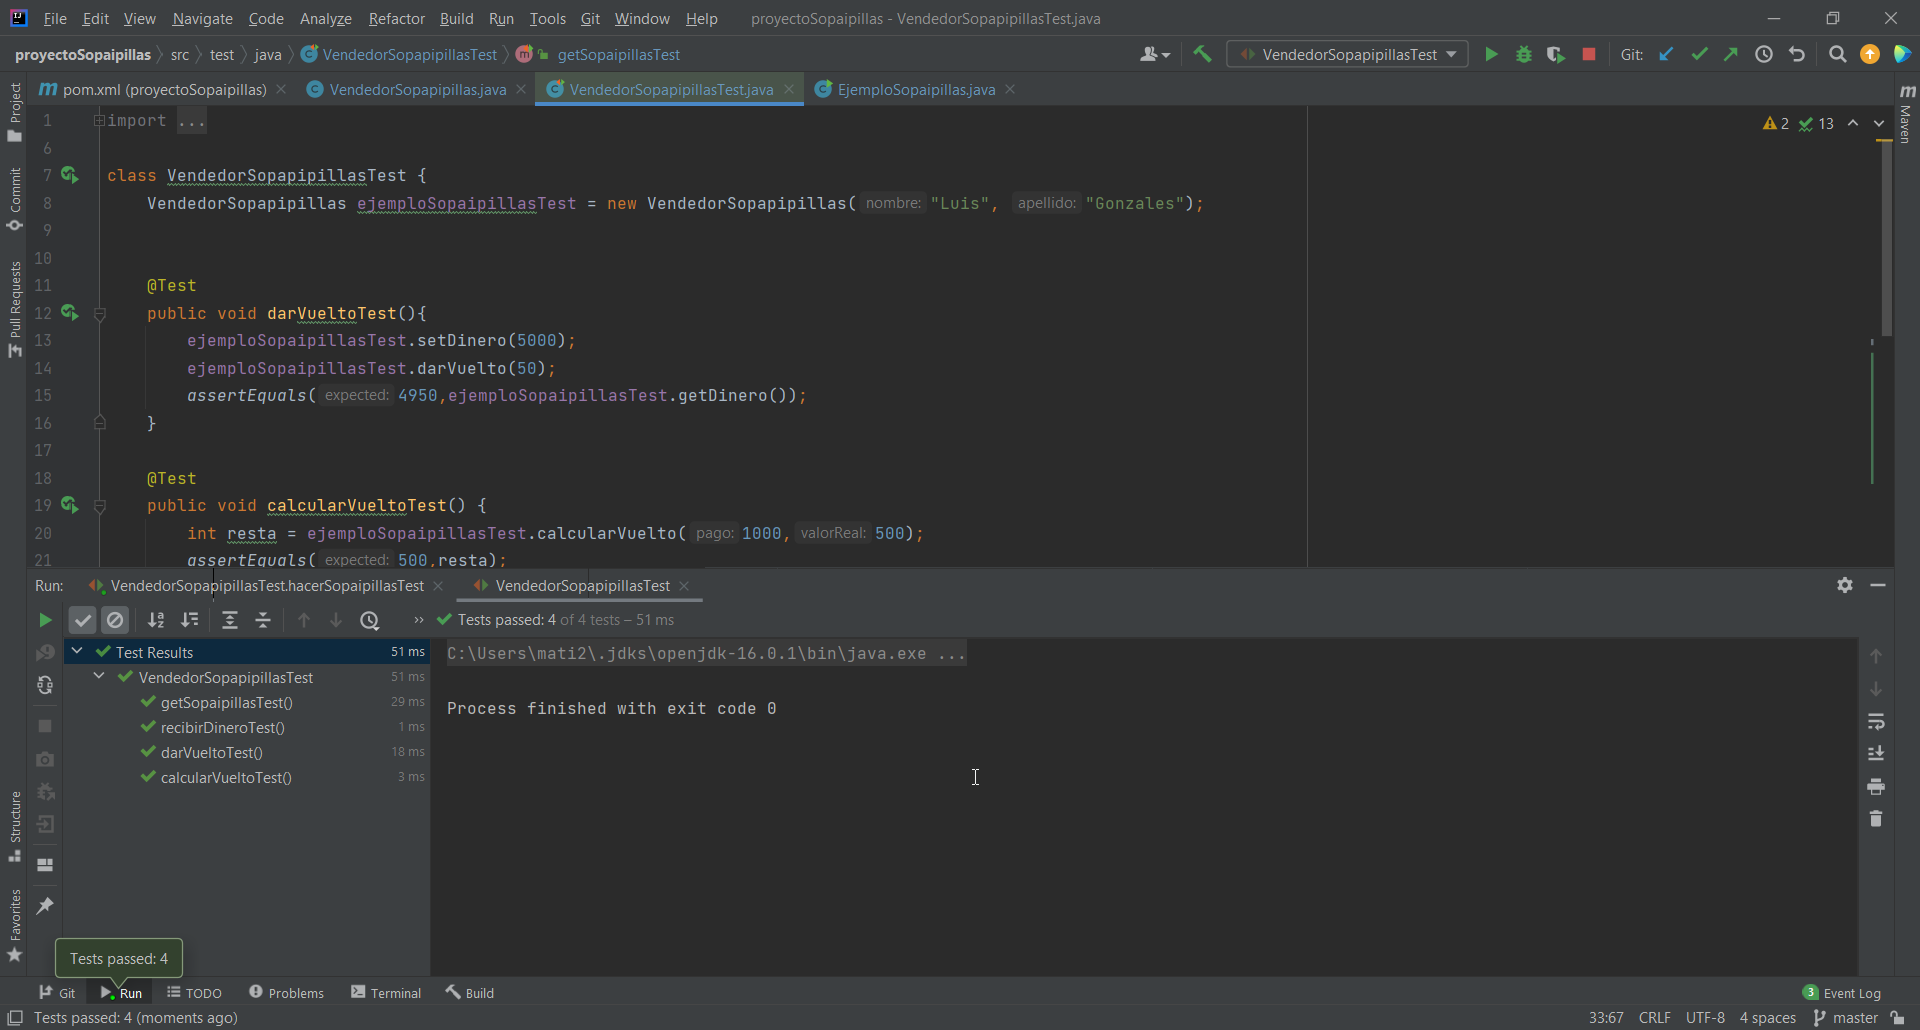 File Edit View Navigate Code Analyze Refactor Build Run Tools Git Window Help proyectoSopaipillas - VendedorSopapipillasTest.java
proyectoSopaipillas src test java VendedorSopapipillasTest m getSopaipillasTest VendedorSopapipillasTest Git:
m pom.xml (proyectoSopaipillas) C VendedorSopapipillas.java C VendedorSopapipillasTest.java C EjemploSopaipillas.java
Project
Commit
Pull Requests
Structure
Favorites
m Maven
2 13
1 import ...
6
7 class VendedorSopapipillasTest {
8 VendedorSopapipillas ejemploSopaipillasTest = new VendedorSopapipillas( nombre: "Luis", apellido: "Gonzales");
9
10
11 @Test
12 public void darVueltoTest(){
13 ejemploSopaipillasTest.setDinero(5000);
14 ejemploSopaipillasTest.darVuelto(50);
15 assertEquals( expected: 4950,ejemploSopaipillasTest.getDinero());
16 }
17
18 @Test
19 public void calcularVueltoTest() {
20 int resta = ejemploSopaipillasTest.calcularVuelto( pago: 1000, valorReal: 500);
21 assertEquals( expected: 500,resta);
Run: VendedorSopapipillasTest.hacerSopaipillasTest VendedorSopapipillasTest
Tests passed: 4 of 4 tests – 51 ms
Test Results 51 ms
VendedorSopapipillasTest 51 ms
getSopaipillasTest() 29 ms
recibirDineroTest() 1 ms
darVueltoTest() 18 ms
calcularVueltoTest() 3 ms
C:\Users\mati2\.jdks\openjdk-16.0.1\bin\java.exe ...
Process finished with exit code 0
Tests passed: 4
Git Run TODO Problems Terminal Build 3 Event Log
Tests passed: 4 (moments ago) 33:67 CRLF UTF-8 4 spaces master